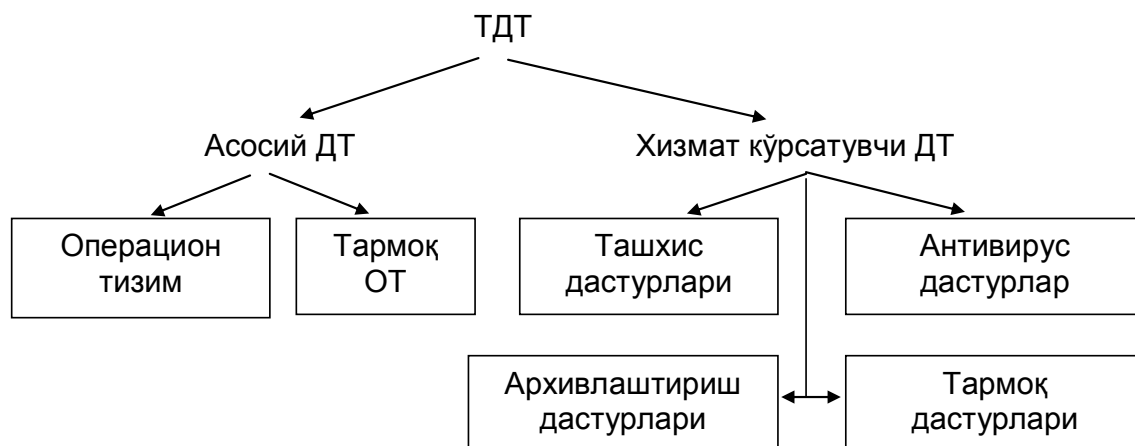 ТДТ
Асосий ДТ
Хизмат кўрсатувчи ДТ
Операцион
тизим
Тармоқ
ОТ
Ташхис
дастурлари
Антивирус
дастурлар
Архивлаштириш
дастурлари
Тармоқ
дастурлари